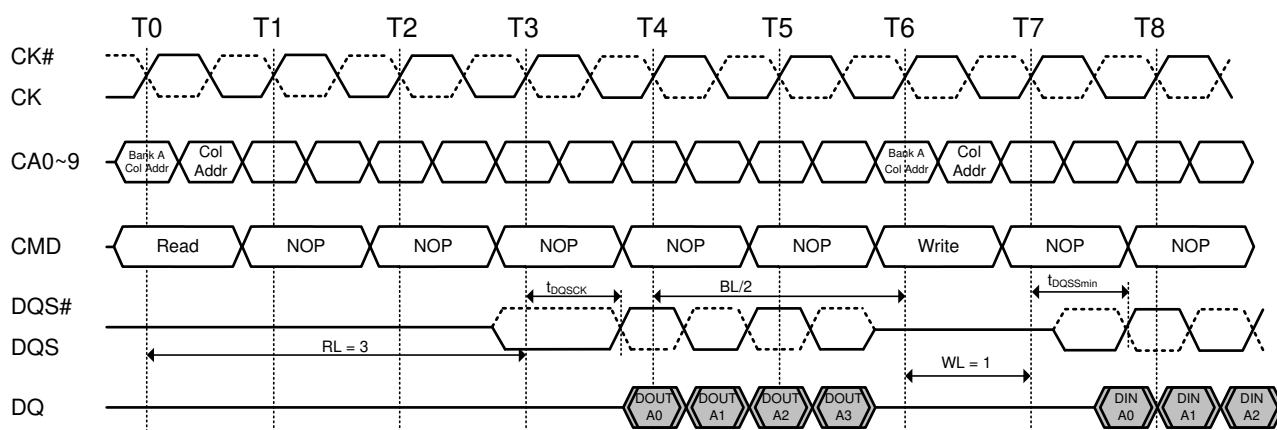 T0 T1 T2 T3 T4 T5 T6 T7 T8
CK#
CK
CA0~9
Bank A
Col Addr
Col
Addr
Bank A
Col Addr
Col
Addr
CMD
Read NOP NOP NOP NOP NOP Write NOP NOP
DQS#
DQS
tDQSCK
BL/2
tDQSSmin
RL = 3
WL = 1
DQ
DOUT
A0
DOUT
A1
DOUT
A2
DOUT
A3
DIN
A0
DIN
A1
DIN
A2